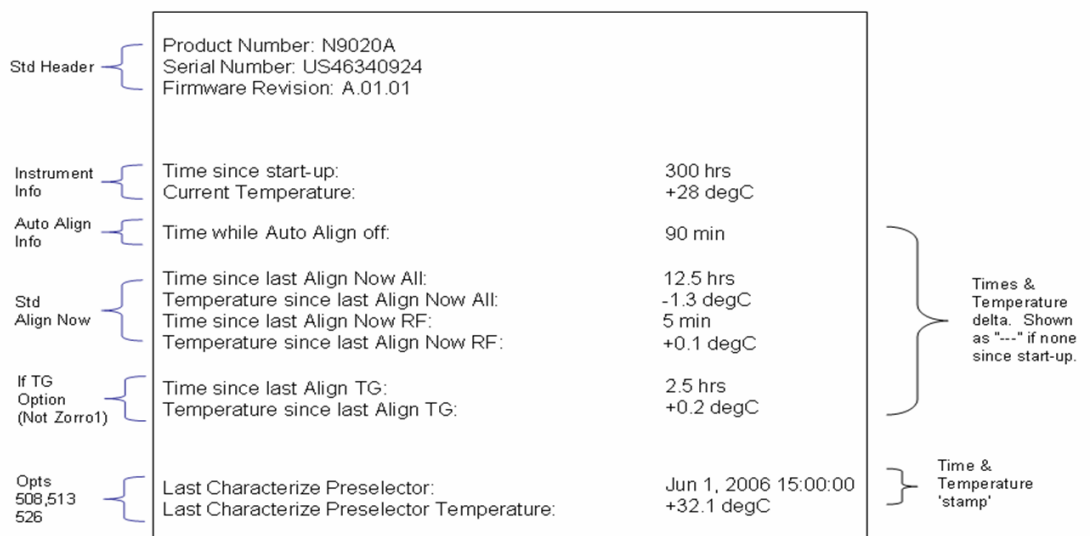 Std Header
Product Number: N9020A
Serial Number: US46340924
Firmware Revision: A.01.01
Instrument
Info
Time since start-up: 300 hrs
Current Temperature: +28 degC
Auto Align
Info
Time while Auto Align off: 90 min
Std
Align Now
Time since last Align Now All: 12.5 hrs
Temperature since last Align Now All: -1.3 degC
Time since last Align Now RF: 5 min
Temperature since last Align Now RF: +0.1 degC
Times &
Temperature
delta. Shown
as "---" if none
since start-up.
If TG
Option
(Not Zorro1)
Time since last Align TG: 2.5 hrs
Temperature since last Align TG: +0.2 degC
Opts
508,513
526
Last Characterize Preselector: Jun 1, 2006 15:00:00
Last Characterize Preselector Temperature: +32.1 degC
Time &
Temperature
'stamp'